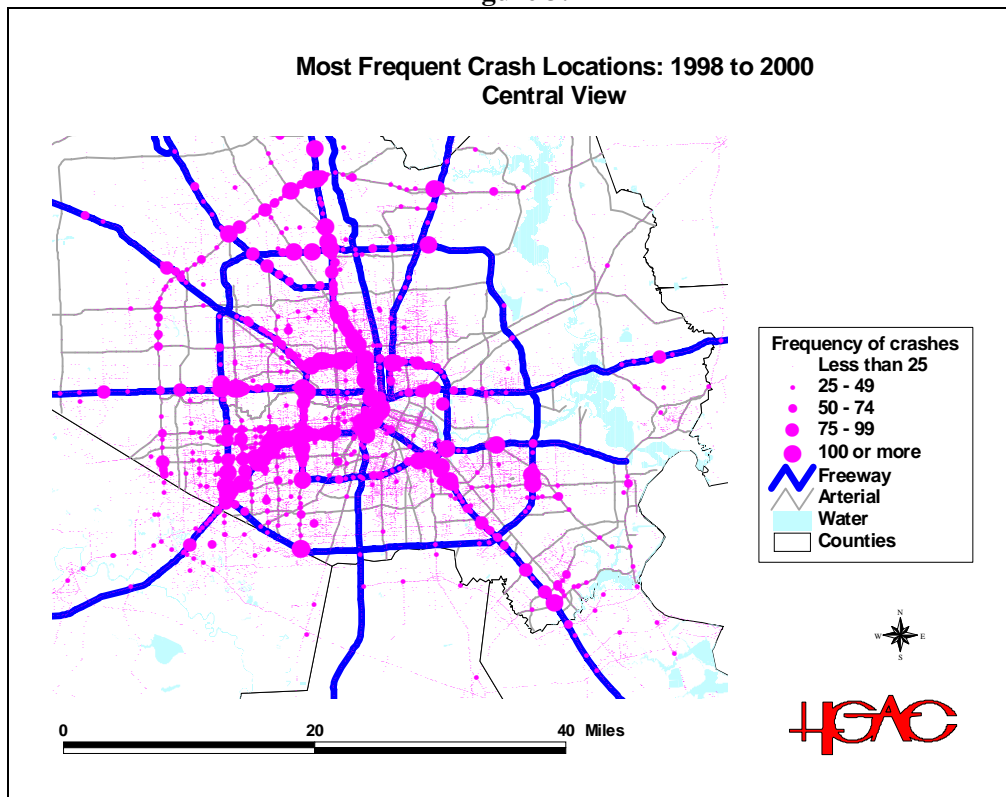 Most Frequent Crash Locations: 1998 to 2000
Central View
Frequency of crashes
Less than 25
25 - 49
50 - 74
75 - 99
100 or more
Freeway
Arterial
Water
Counties
N
W E
S
0 20 40 Miles
HGAC